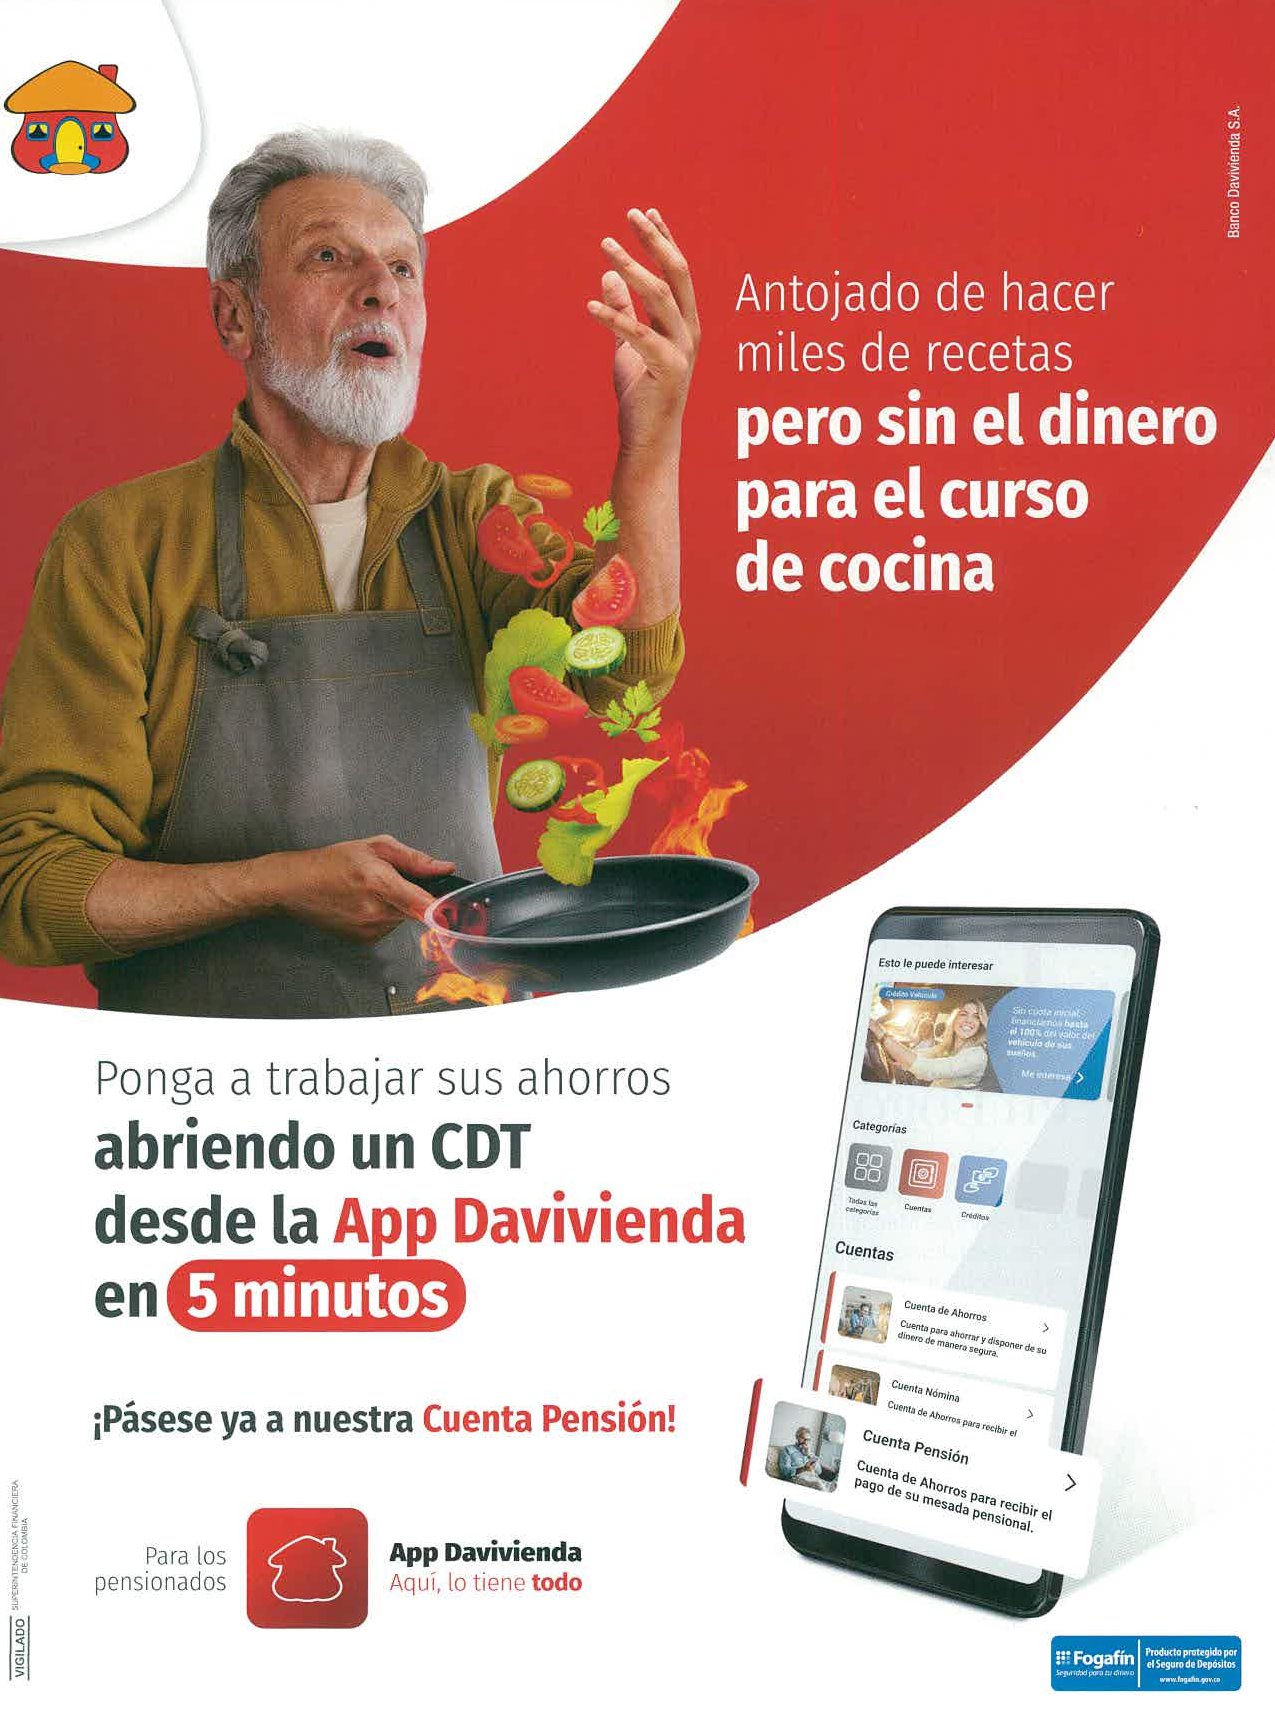 Banco Davivienda S.A.
Antojado de hacer
miles de recetas
pero sin el dinero
para el curso
de cocina
Ponga a trabajar sus ahorros
abriendo un CDT
desde la App Davivienda
en 5 minutos
¡Pásese ya a nuestra Cuenta Pensión!
Para los
pensionados
App Davivienda
Aquí, lo tiene todo
Esto le puede interesar
Crédito Vehículo
Sin cuota inicial,
financiamos hasta
el 100% del valor del
vehículo de sus
sueños.
Me interesa
Categorías
Todas las
categorías
Cuentas
Créditos
Cuentas
Cuenta de Ahorros
Cuenta para ahorrar y disponer de su
dinero de manera segura.
Cuenta Nómina
Cuenta de Ahorros para recibir el
Cuenta Pensión
Cuenta de Ahorros para recibir el
pago de su mesada pensional.
VIGILADO
SUPERINTENDENCIA FINANCIERA
DE COLOMBIA
Fogafín
Seguridad para tu dinero
Producto protegido por
el Seguro de Depósitos
www.fogafin.gov.co